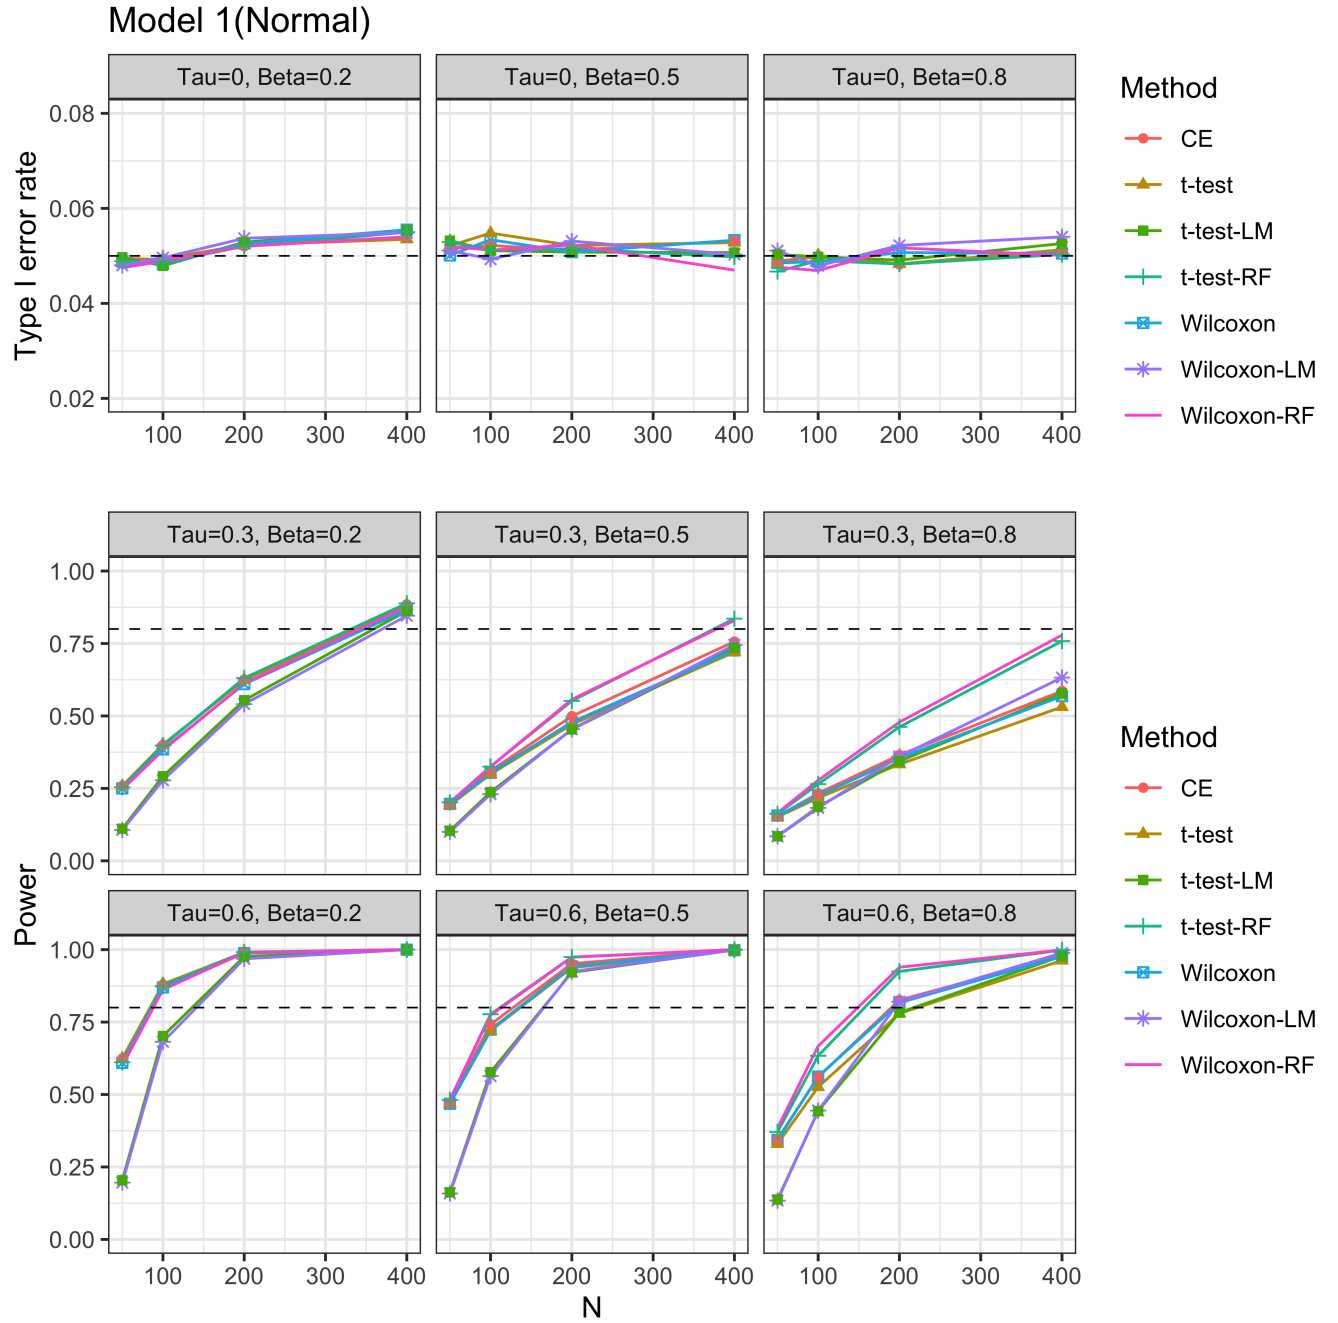 Model 1(Normal)
Tau=0, Beta=0.2
Tau=0, Beta=0.5
Tau=0, Beta=0.8
Type I error rate
0.08
0.06
0.04
0.02
100 200 300 400
100 200 300 400
100 200 300 400
Method
CE
t-test
t-test-LM
t-test-RF
Wilcoxon
Wilcoxon-LM
Wilcoxon-RF
Tau=0.3, Beta=0.2
Tau=0.3, Beta=0.5
Tau=0.3, Beta=0.8
1.00
0.75
0.50
0.25
0.00
Power
Tau=0.6, Beta=0.2
Tau=0.6, Beta=0.5
Tau=0.6, Beta=0.8
1.00
0.75
0.50
0.25
0.00
100 200 300 400
100 200 300 400
100 200 300 400
N
Method
CE
t-test
t-test-LM
t-test-RF
Wilcoxon
Wilcoxon-LM
Wilcoxon-RF